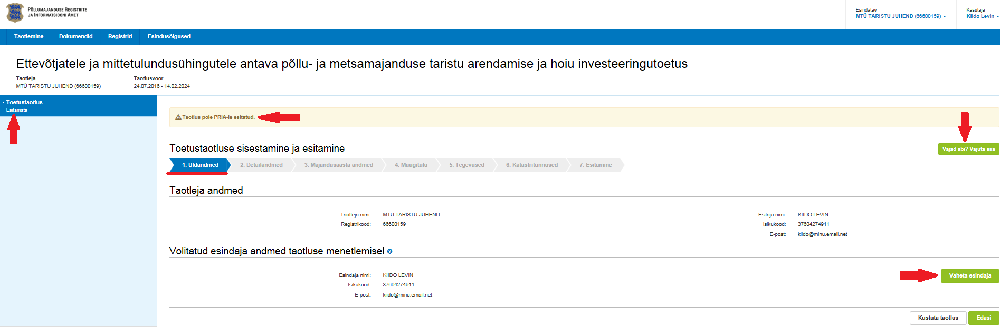 PÕLLUMAJANDUSE REGISTRITE
JA INFORMATSIOONI AMET
Esindatav
MTÜ TARISTU JUHEND (66600159)
Kasutaja
Kiido Levin
Taotlemine Dokumendid Registrid Esindusõigused
Ettevõtjatele ja mittetulundusühingutele antava põllu- ja metsamajanduse taristu arendamise ja hoiu investeeringutoetus
Taotleja Taotlusvoor
MTÜ TARISTU JUHEND (66600159) 24.07.2016 - 14.02.2024
Toetustaotlus
Esitamata
Taotlus pole PRIA-le esitatud.
Toetustaotluse sisestamine ja esitamine
Vajad abi? Vajuta siia
1. Üldandmed 2. Detailandmed 3. Majandusaasta andmed 4. Müügitulu 5. Tegevused 6. Katastritunnused 7. Esitamine
Taotleja andmed
Taotleja nimi: MTÜ TARISTU JUHEND Esitaja nimi: KIIDO LEVIN
Registrikood: 66600159 Isikukood: 37604274911
E-post: kiido@minu.email.net
Volitatud esindaja andmed taotluse menetlemisel ?
Esindaja nimi: KIIDO LEVIN Vaheta esindaja
Isikukood: 37604274911
E-post: kiido@minu.email.net
Kustuta taotlus Edasi